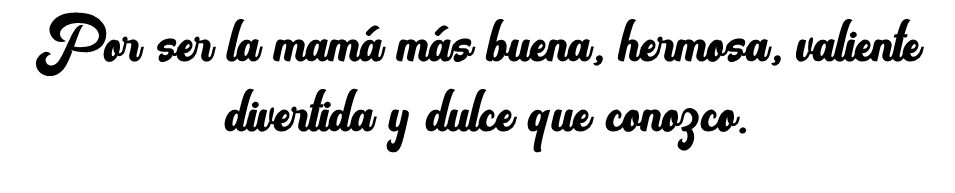 Por ser la mamá más buena, hermosa, valiente
divertida y dulce que conozco.